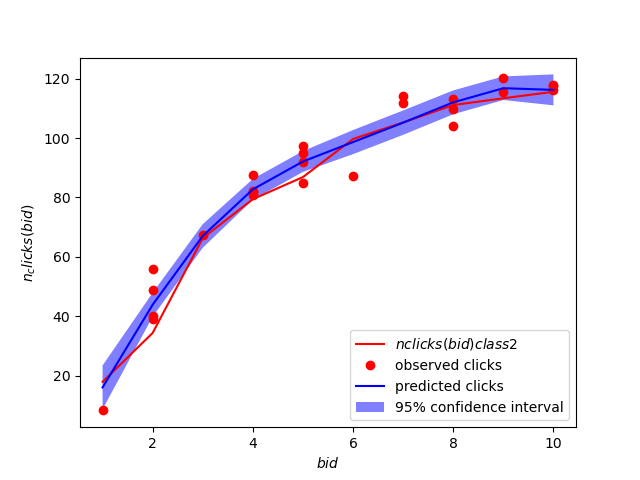 120
100
80
60
40
20
n_clicks(bid)
nclicks(bid)class2
observed clicks
predicted clicks
95% confidence interval
2
4
6
8
10
bid